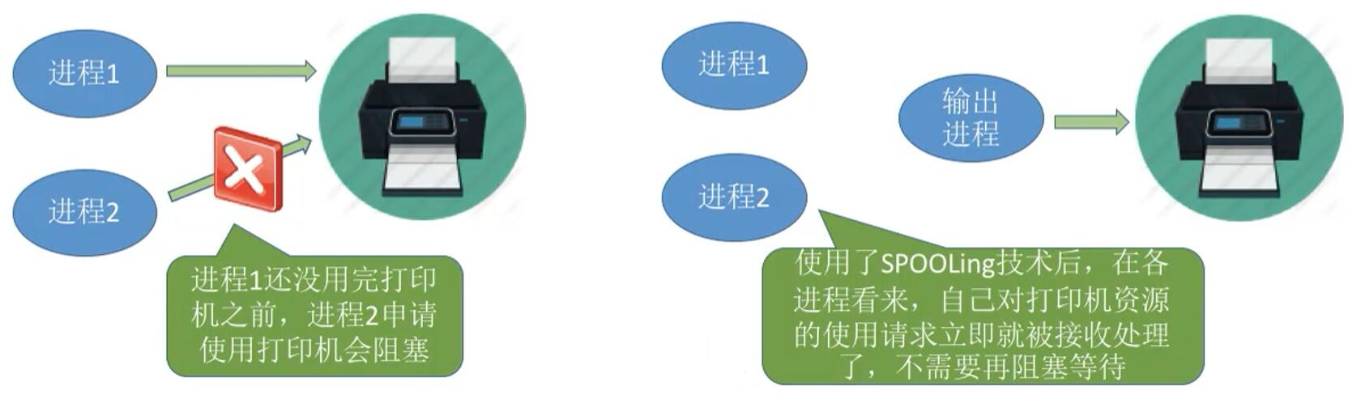 进程1
进程2
进程1还没用完打印
机之前，进程2申请
使用打印机会阻塞
进程1
进程2
输出
进程
使用了SPOOLing技术后，在各
进程看来，自己对打印机资源
的使用请求立即就被接收处理
了，不需要再阻塞等待